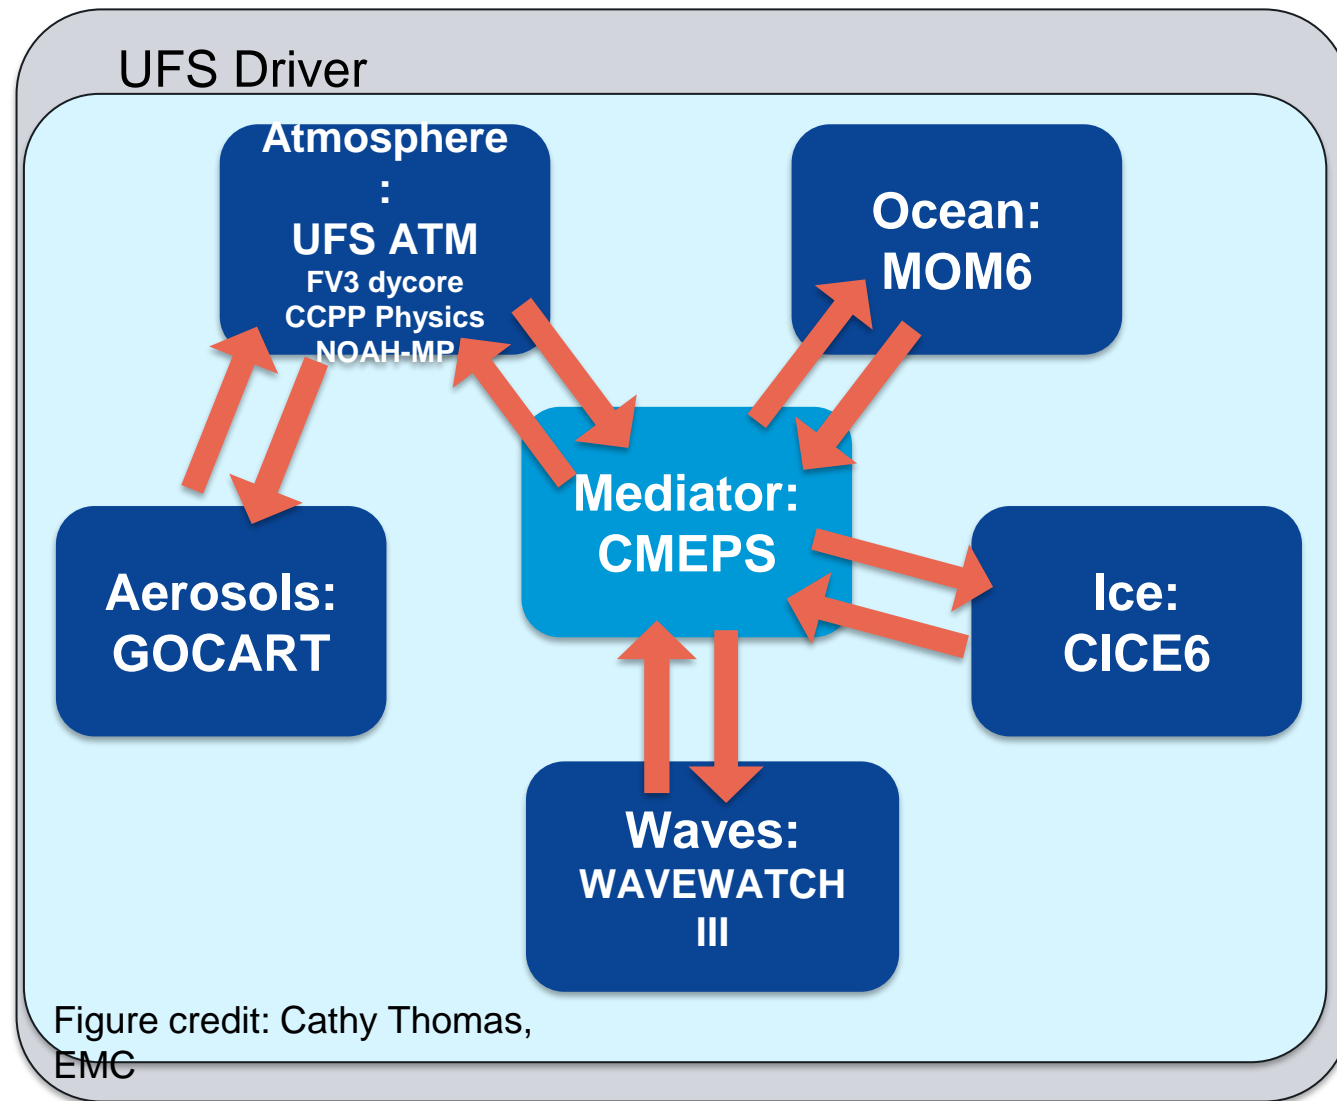 UFS Driver
Atmosphere
:
UFS ATM
FV3 dycore
CCPP Physics
NOAH-MP
Ocean:
MOM6
Mediator:
CMEPS
Aerosols:
GOCART
Ice:
CICE6
Waves:
WAVEWATCH
III
Figure credit: Cathy Thomas,
EMC